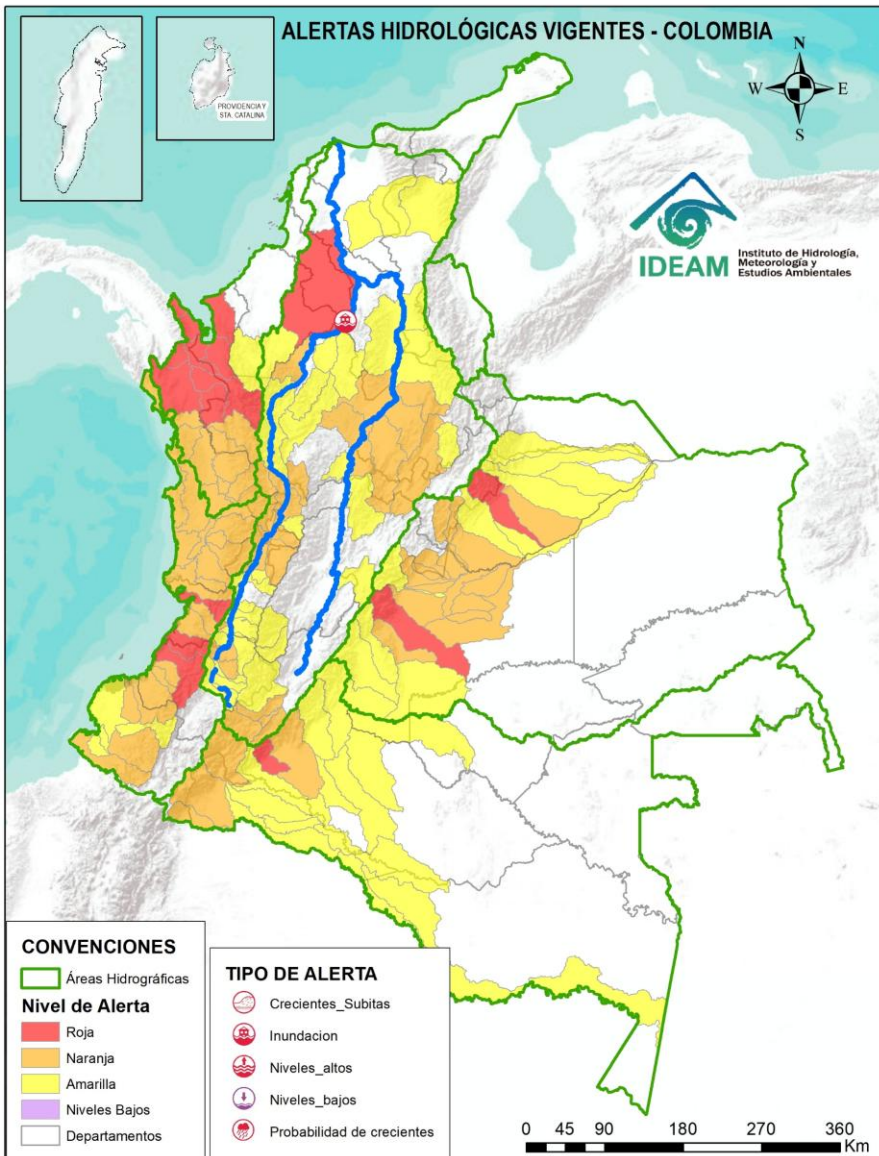 ALERTAS HIDROLÓGICAS VIGENTES - COLOMBIA
PROVIDENCIA Y
STA. CATALINA
N
W
E
S
IDEAM
Instituto de Hidrología,
Meteorología y
Estudios Ambientales
CONVENCIONES
Áreas Hidrográficas
Nivel de Alerta
Roja
Naranja
Amarilla
Niveles Bajos
Departamentos
TIPO DE ALERTA
Crecientes_Subitas
Inundacion
Niveles_altos
Niveles_bajos
Probabilidad de crecientes
0 45 90 180 270 360
Km